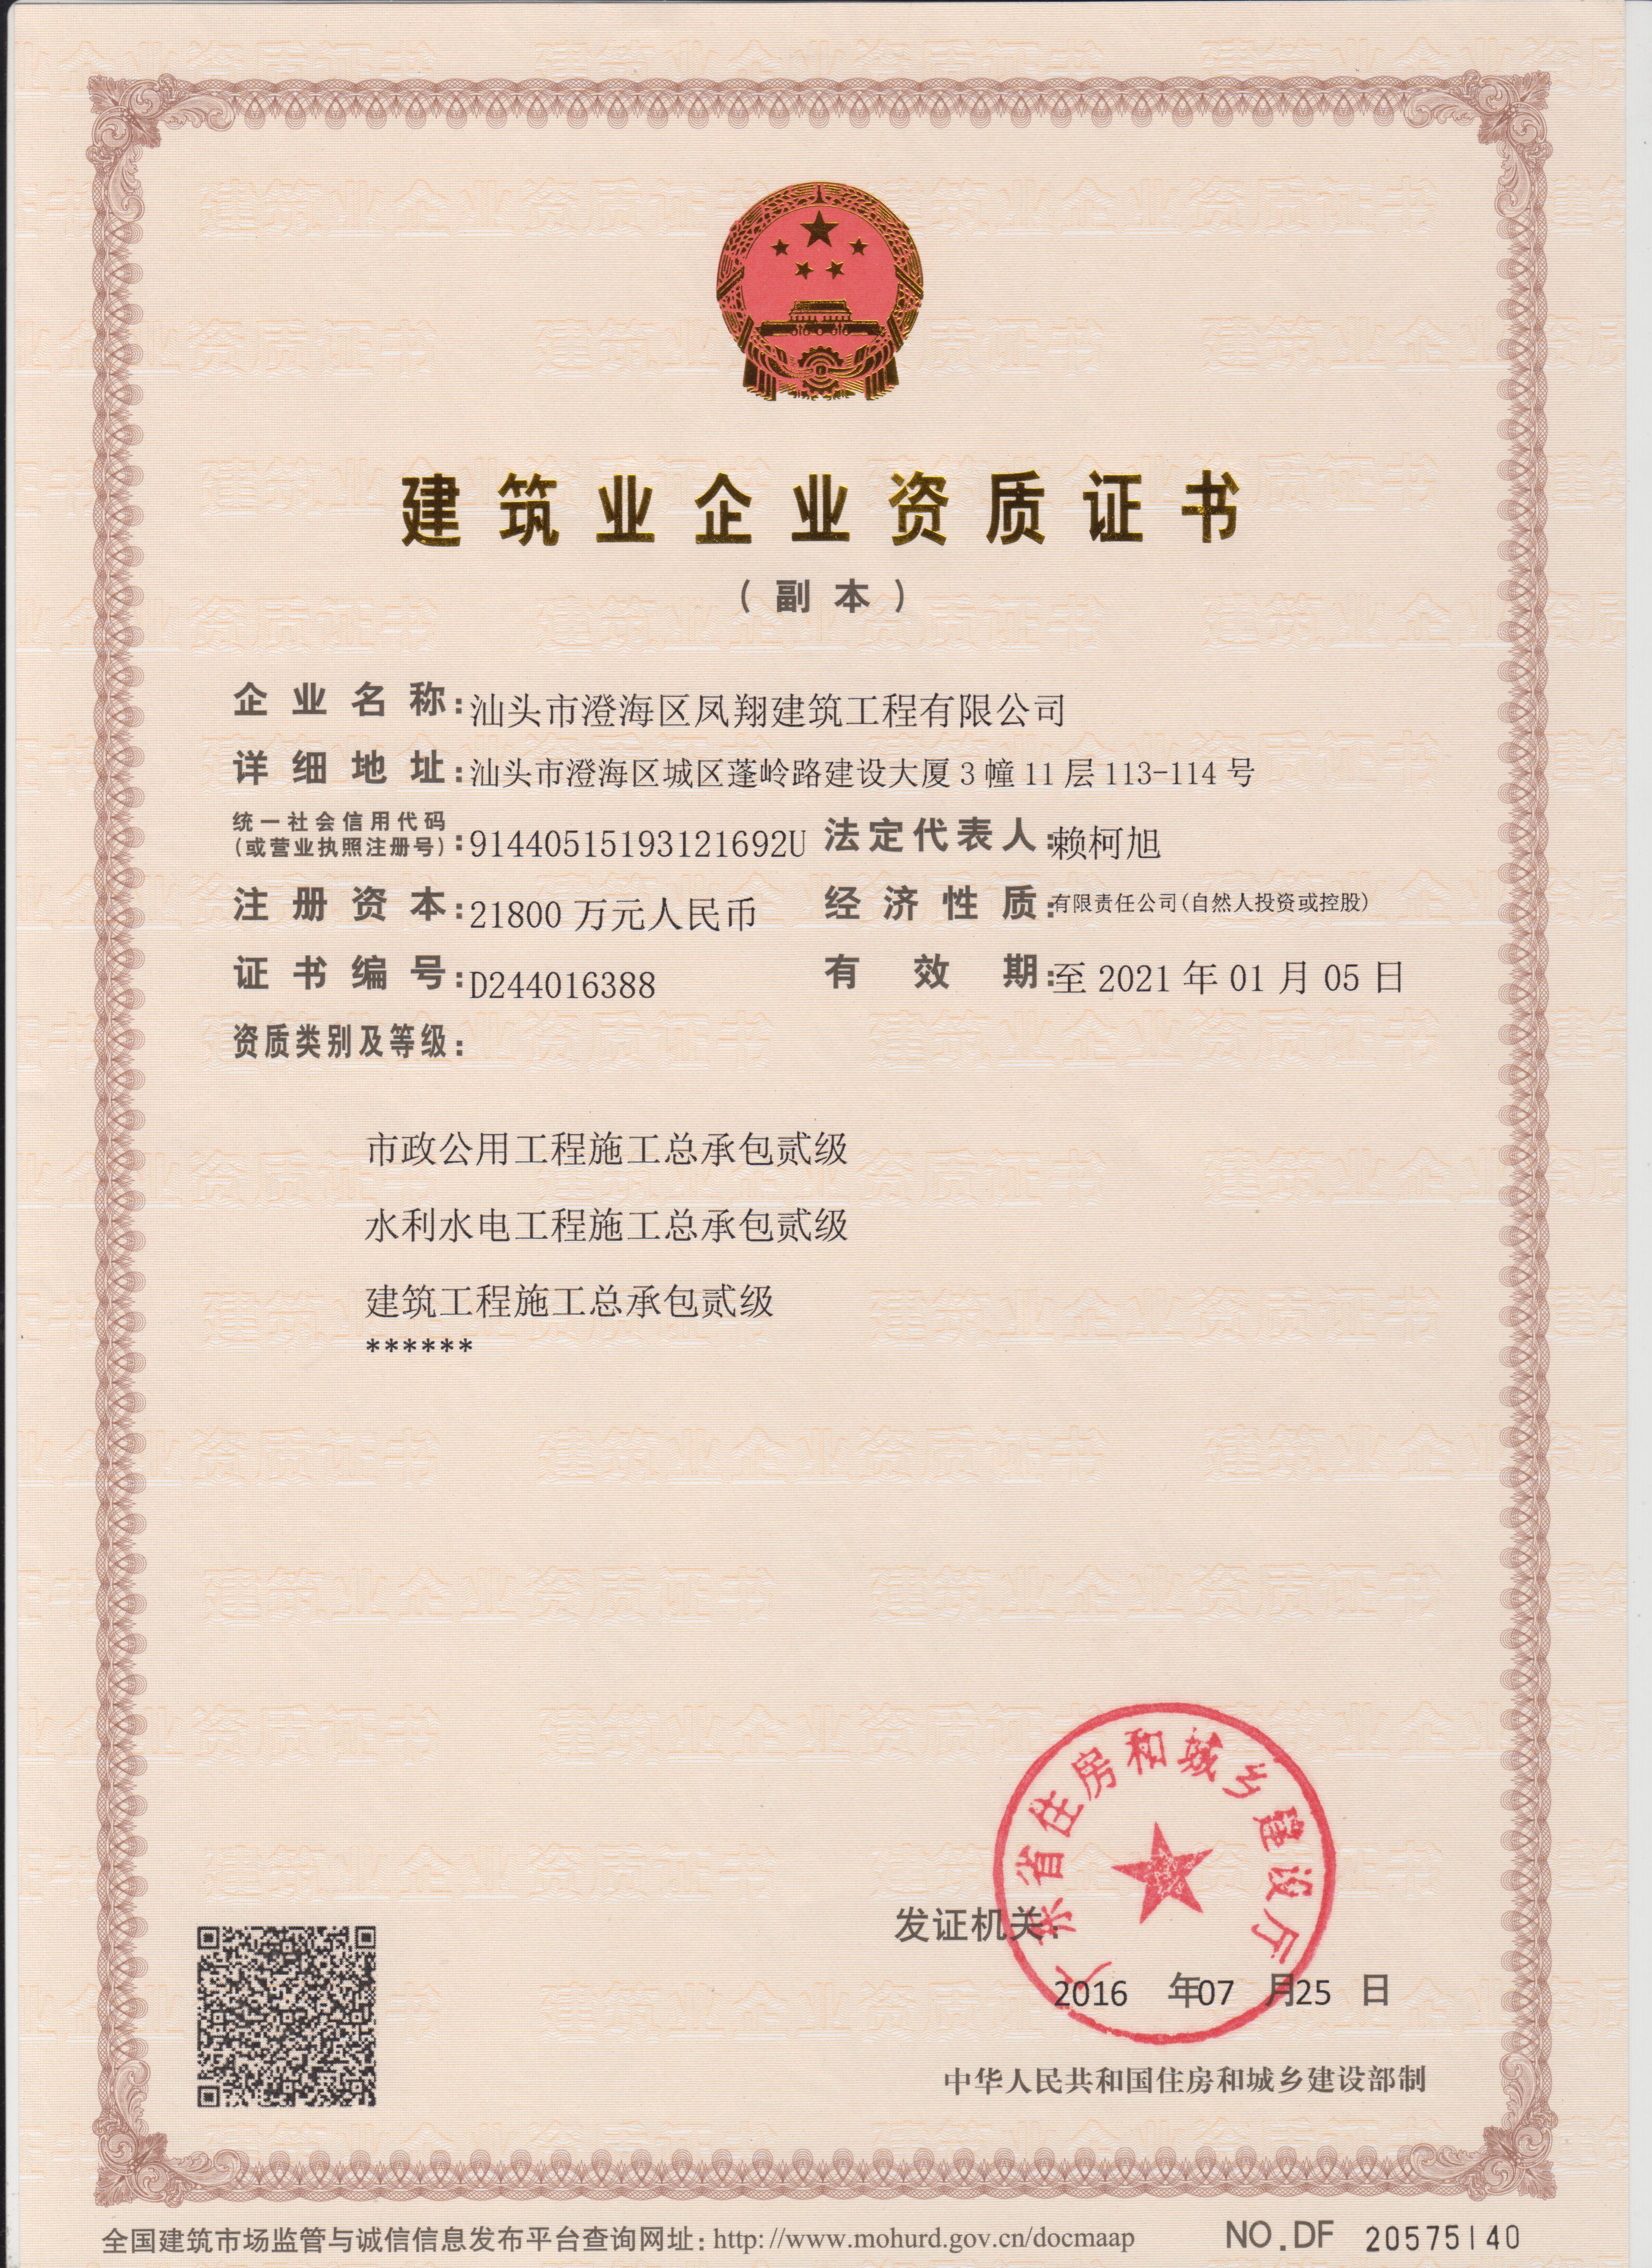 建筑业企业资质证书
（副本）
企业名称：汕头市澄海区凤翔建筑工程有限公司
详细地址：汕头市澄海区城区蓬岭路建设大厦3幢11层113-114号
统一社会信用代码
(或营业执照注册号)：91440515193121692U 法定代表人：赖柯旭
注册资本：21800万元人民币 经济性质：有限责任公司(自然人投资或控股)
证书编号：D244016388 有效期：至2021年01月05日
资质类别及等级：
市政公用工程施工总承包贰级
水利水电工程施工总承包贰级
建筑工程施工总承包贰级
******
广东省住房和城乡建设厅
发证机关：
2016年07月25日
中华人民共和国住房和城乡建设部制
全国建筑市场监管与诚信信息发布平台查询网址：http://www.mohurd.gov.cn/docmaap NO.DF 20575140